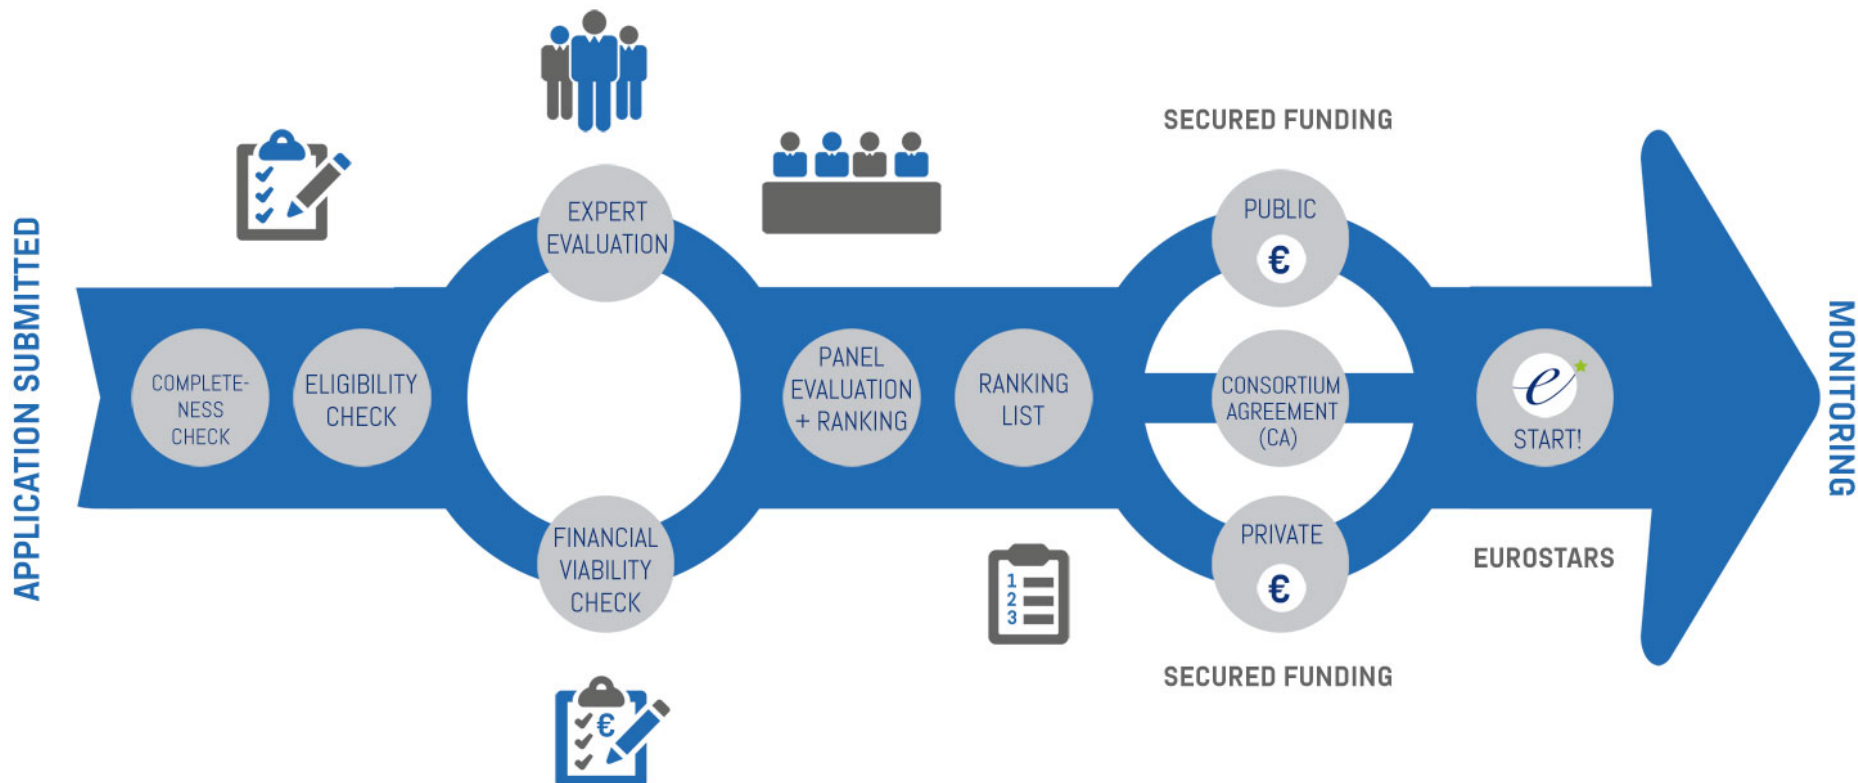 APPLICATION SUBMITTED
COMPLETE-
NESS
CHECK
ELIGIBILITY
CHECK
EXPERT
EVALUATION
FINANCIAL
VIABILITY
CHECK
€
PANEL
EVALUATION
+ RANKING
RANKING
LIST
1
2
3
SECURED FUNDING
PUBLIC
€
CONSORTIUM
AGREEMENT
(CA)
PRIVATE
€
SECURED FUNDING
e
START!
EUROSTARS
MONITORING